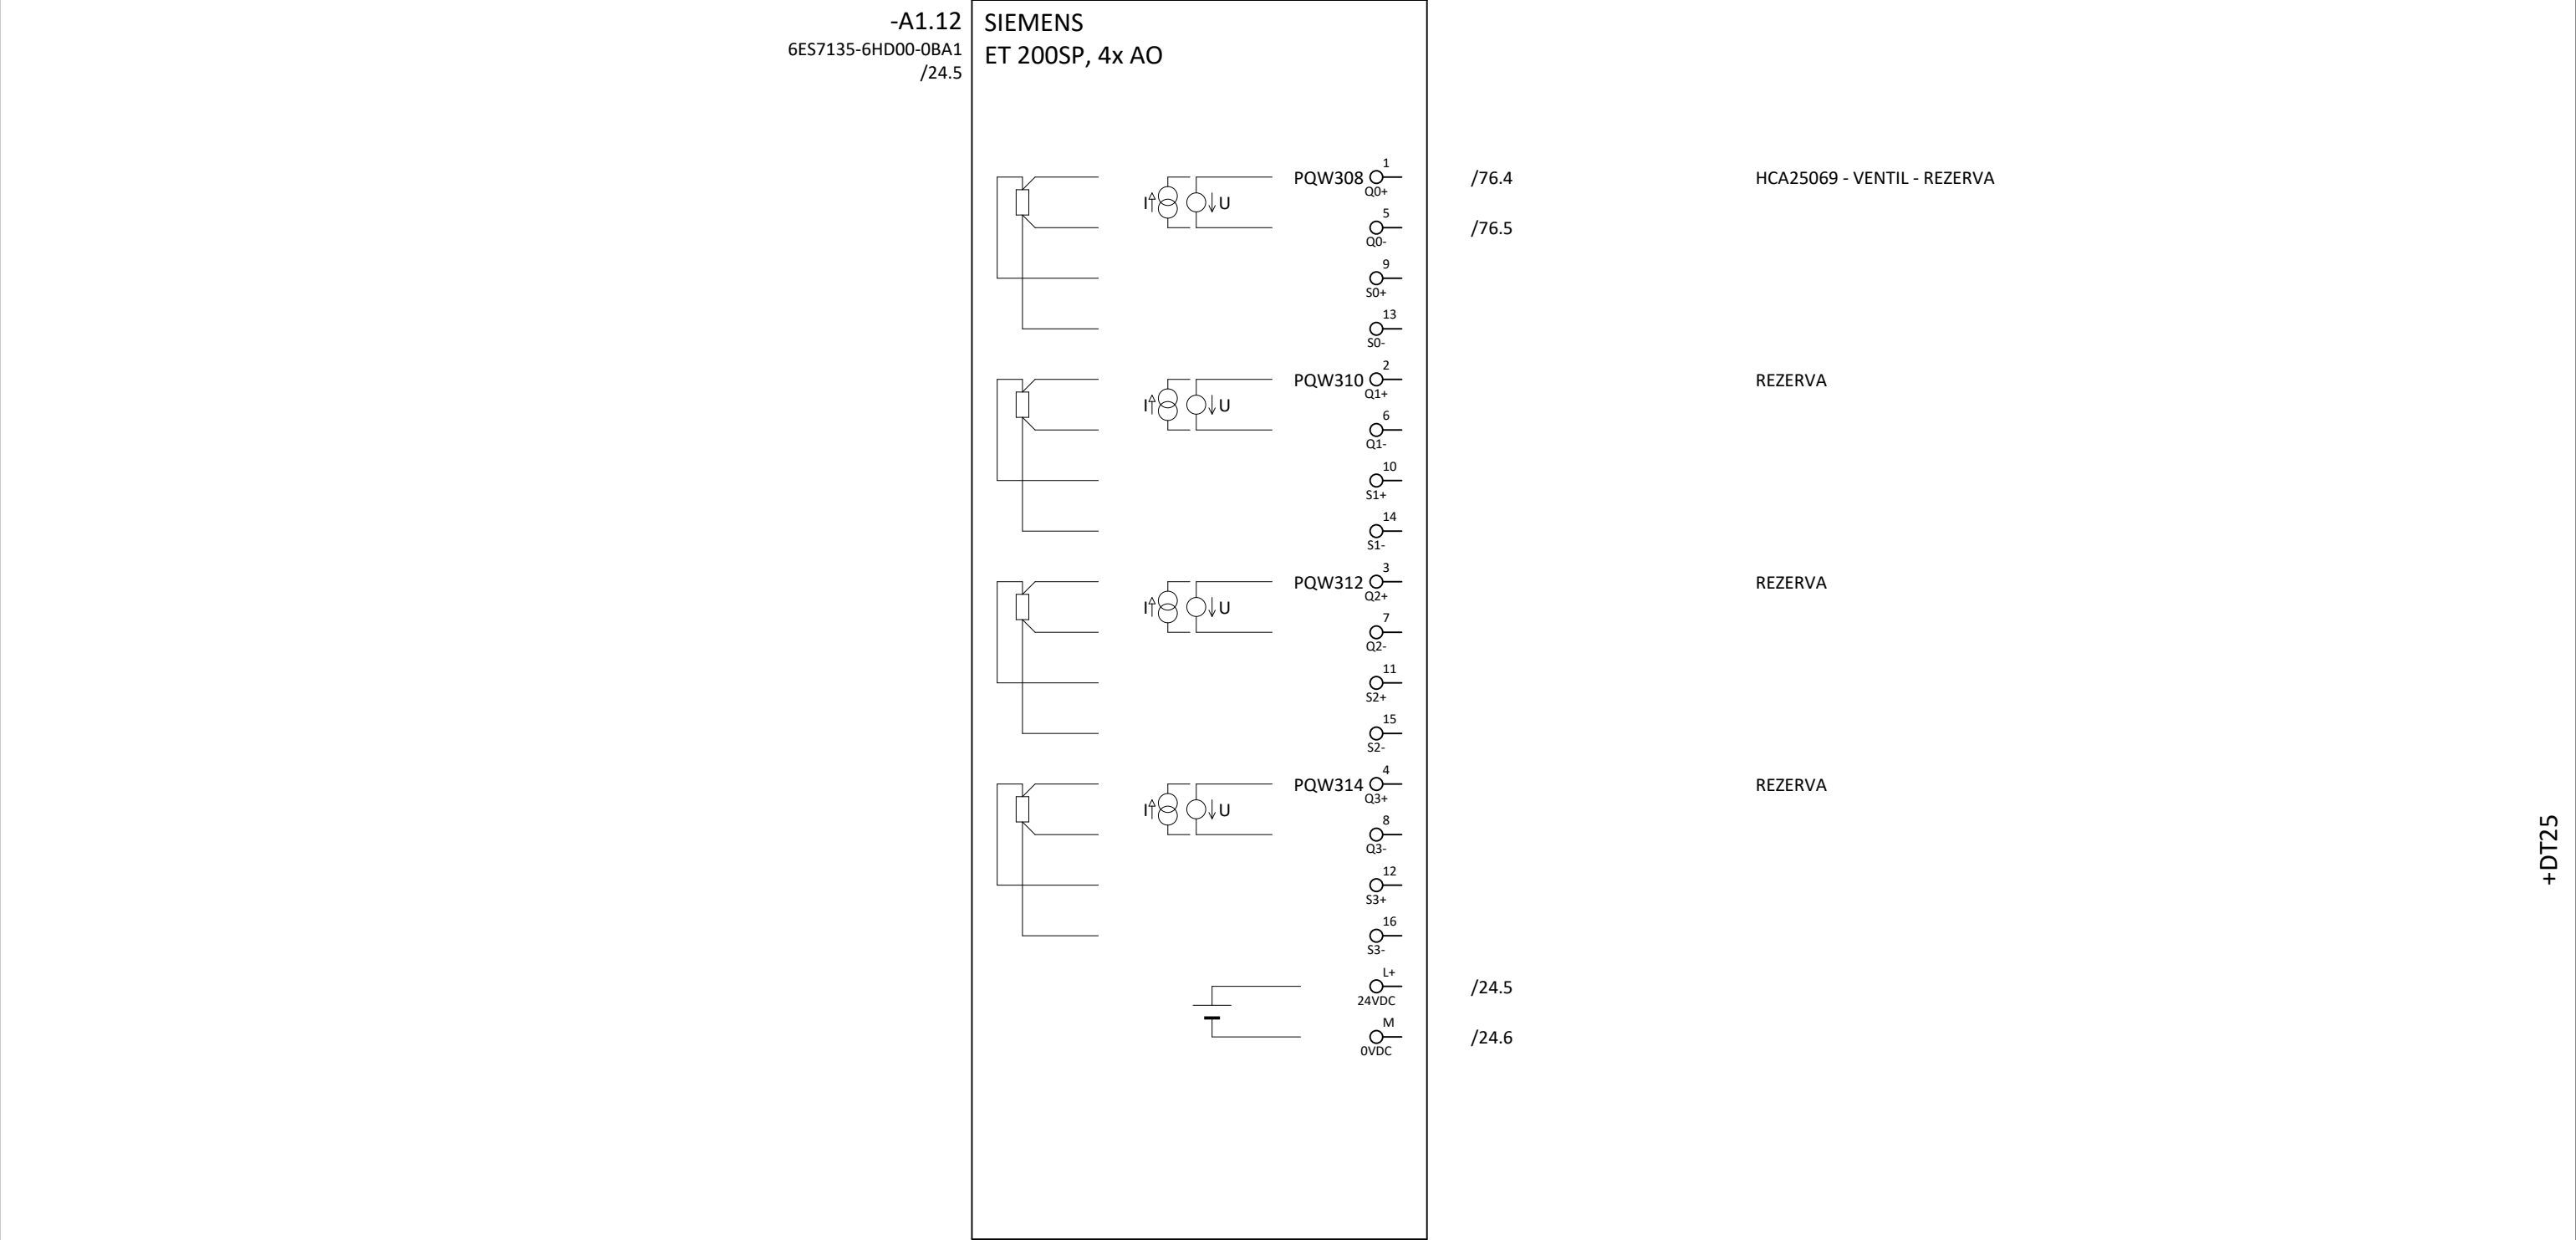 -A1.12
6ES7135-6HD00-0BA1
/24.5
SIEMENS
ET 200SP, 4x AO
I U PQW308 1 Q0+ /76.4 HCA25069 - VENTIL - REZERVA
5 Q0- /76.5
9 S0+
13 S0-
I U PQW310 2 Q1+ REZERVA
6 Q1-
10 S1+
14 S1-
I U PQW312 3 Q2+ REZERVA
7 Q2-
11 S2+
15 S2-
I U PQW314 4 Q3+ REZERVA
8 Q3-
12 S3+
16 S3-
L+ 24VDC /24.5
M 0VDC /24.6
+DT25